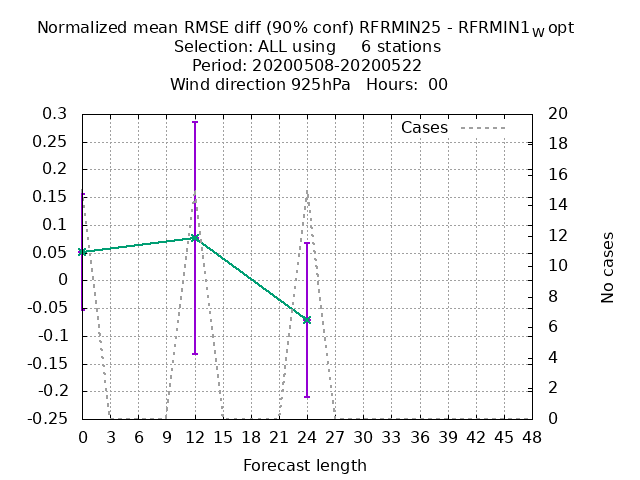 Normalized mean RMSE diff (90% conf) RFRMIN25 - RFRMIN1wopt
Selection: ALL using 6 stations
Period: 20200508-20200522
Wind direction 925hPa Hours: 00
Cases
0.3
0.25
0.2
0.15
0.1
0.05
0
-0.05
-0.1
-0.15
-0.2
-0.25
20
18
16
14
12
10
8
6
4
2
0
No cases
0 3 6 9 12 15 18 21 24 27 30 33 36 39 42 45 48
Forecast length